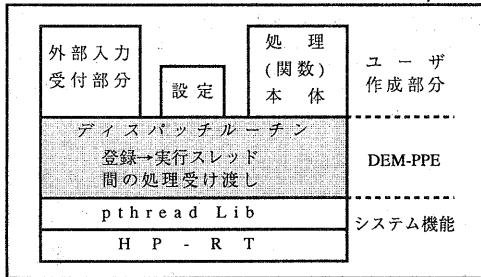 外部入力
受付部分
設定
処 理
(関数)
本 体
ユ ー ザ
作成部分
ディスパッチルーチン
登録→実行スレッド
間の処理受け渡し
DEM-PPE
pthread Lib
HP-RT
システム機能